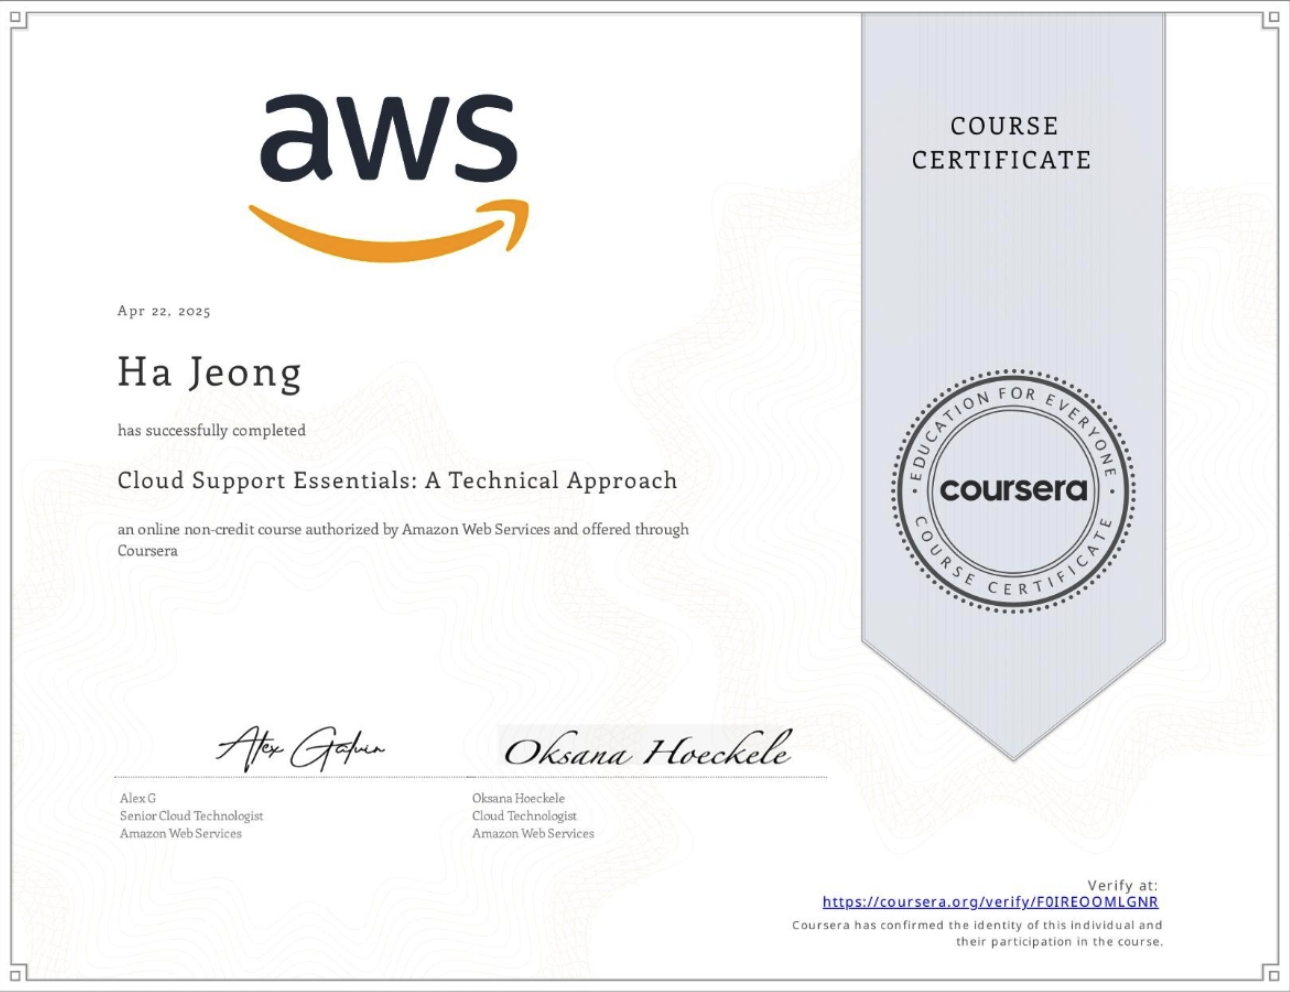 aws
COURSE
CERTIFICATE
Apr 22, 2025
Ha Jeong
has successfully completed
Cloud Support Essentials: A Technical Approach
an online non-credit course authorized by Amazon Web Services and offered through
Coursera
EDUCATION FOR EVERYONE
coursera
COURSE CERTIFICATE
Alex Galvin
Oksana Hoeckele
Alex G
Senior Cloud Technologist
Amazon Web Services
Oksana Hoeckele
Cloud Technologist
Amazon Web Services
Verify at:
https://coursera.org/verify/F0IREOOMLGNR
Coursera has confirmed the identity of this individual and
their participation in the course.